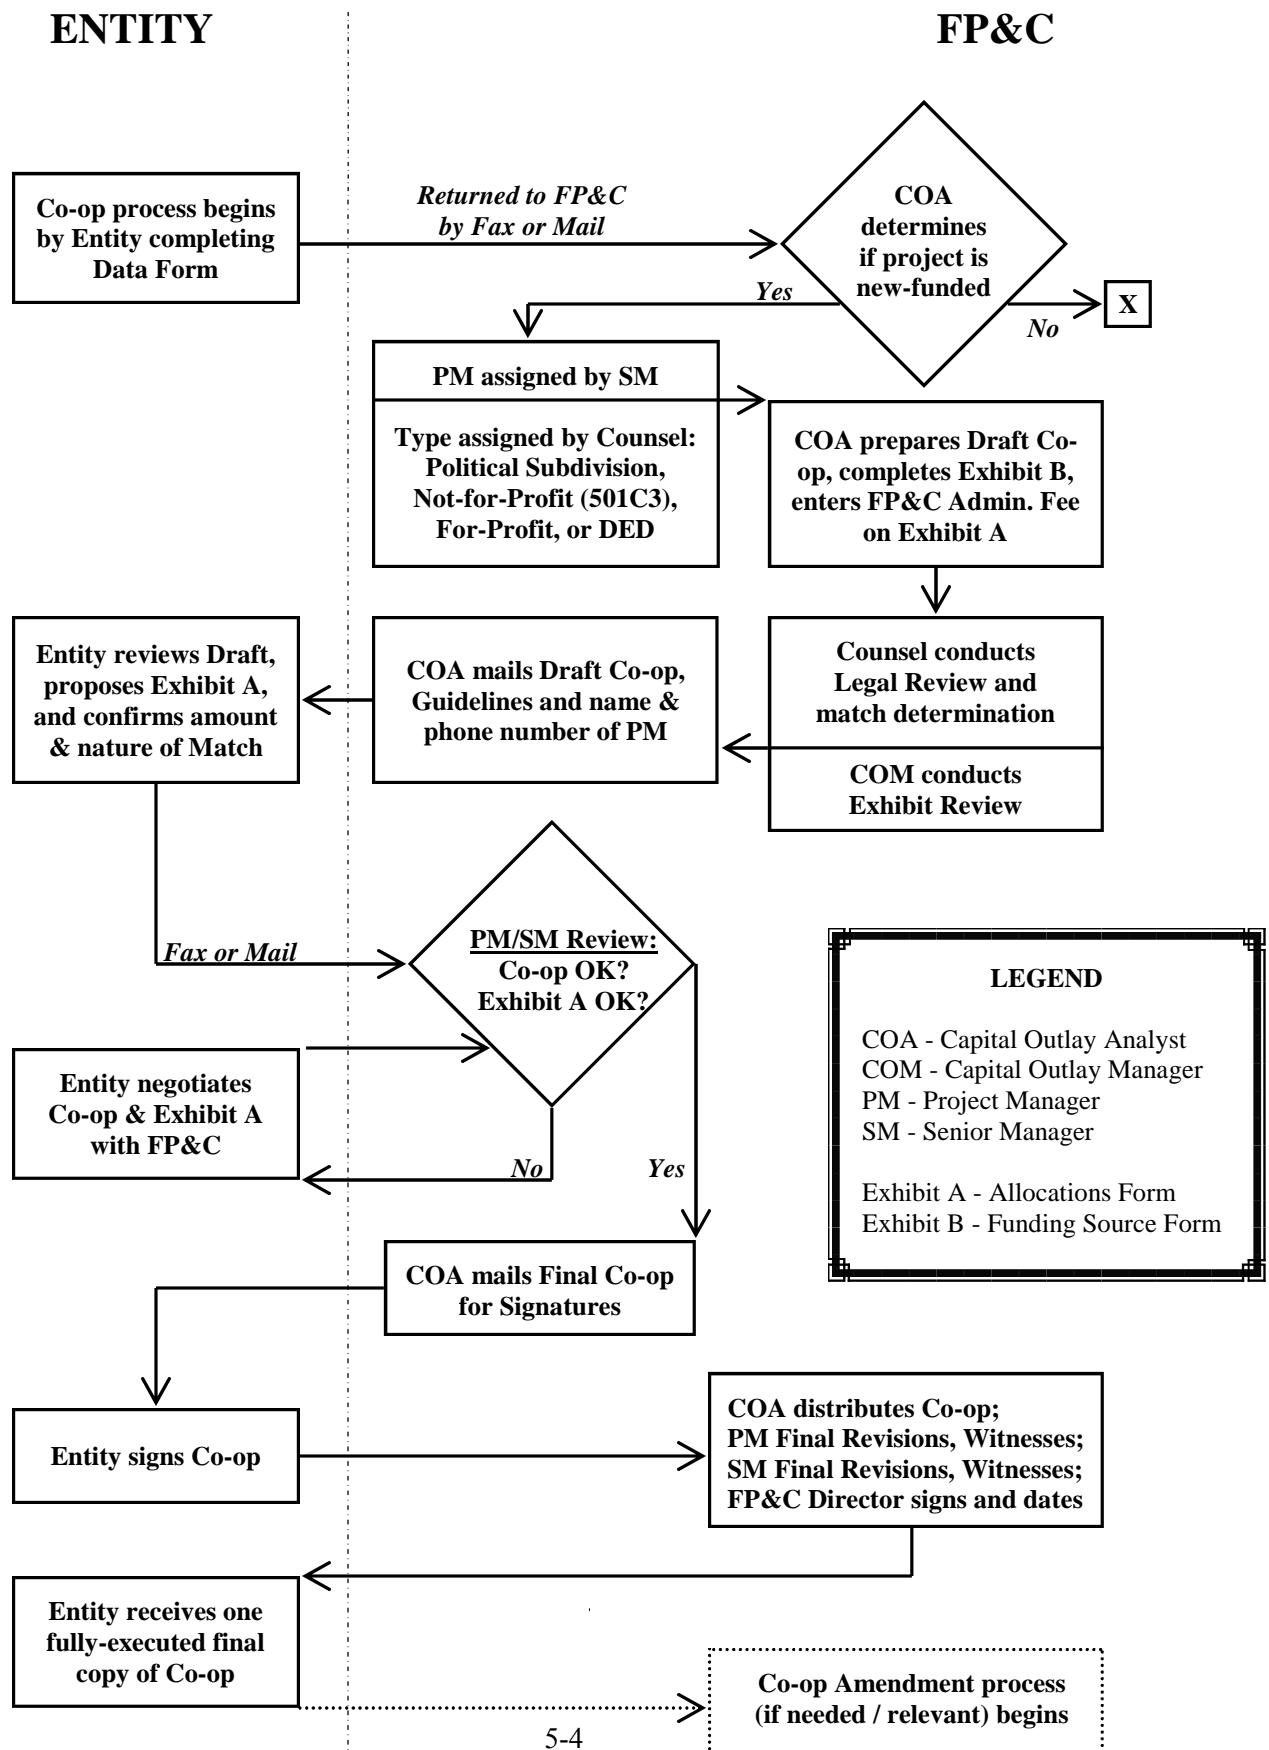 ENTITY
FP&C
Co-op process begins
by Entity completing
Data Form
Returned to FP&C
by Fax or Mail
COA
determines
if project is
new-funded
Yes
No
X
PM assigned by SM
Type assigned by Counsel:
Political Subdivision,
Not-for-Profit (501C3),
For-Profit, or DED
COA prepares Draft Co-
op, completes Exhibit B,
enters FP&C Admin. Fee
on Exhibit A
Counsel conducts
Legal Review and
match determination
COM conducts
Exhibit Review
COA mails Draft Co-op,
Guidelines and name &
phone number of PM
Entity reviews Draft,
proposes Exhibit A,
and confirms amount
& nature of Match
Fax or Mail
PM/SM Review:
Co-op OK?
Exhibit A OK?
Entity negotiates
Co-op & Exhibit A
with FP&C
No
Yes
LEGEND
COA - Capital Outlay Analyst
COM - Capital Outlay Manager
PM - Project Manager
SM - Senior Manager
Exhibit A - Allocations Form
Exhibit B - Funding Source Form
COA mails Final Co-op
for Signatures
Entity signs Co-op
COA distributes Co-op;
PM Final Revisions, Witnesses;
SM Final Revisions, Witnesses;
FP&C Director signs and dates
Entity receives one
fully-executed final
copy of Co-op
Co-op Amendment process
(if needed / relevant) begins
5-4